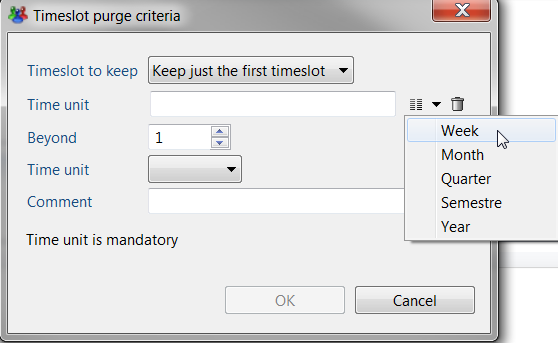 Timeslot purge criteria
Timeslot to keep Keep just the first timeslot
Time unit
Week
Beyond 1
Month
Time unit
Quarter
Comment
Semestre
Year
Time unit is mandatory
OK Cancel